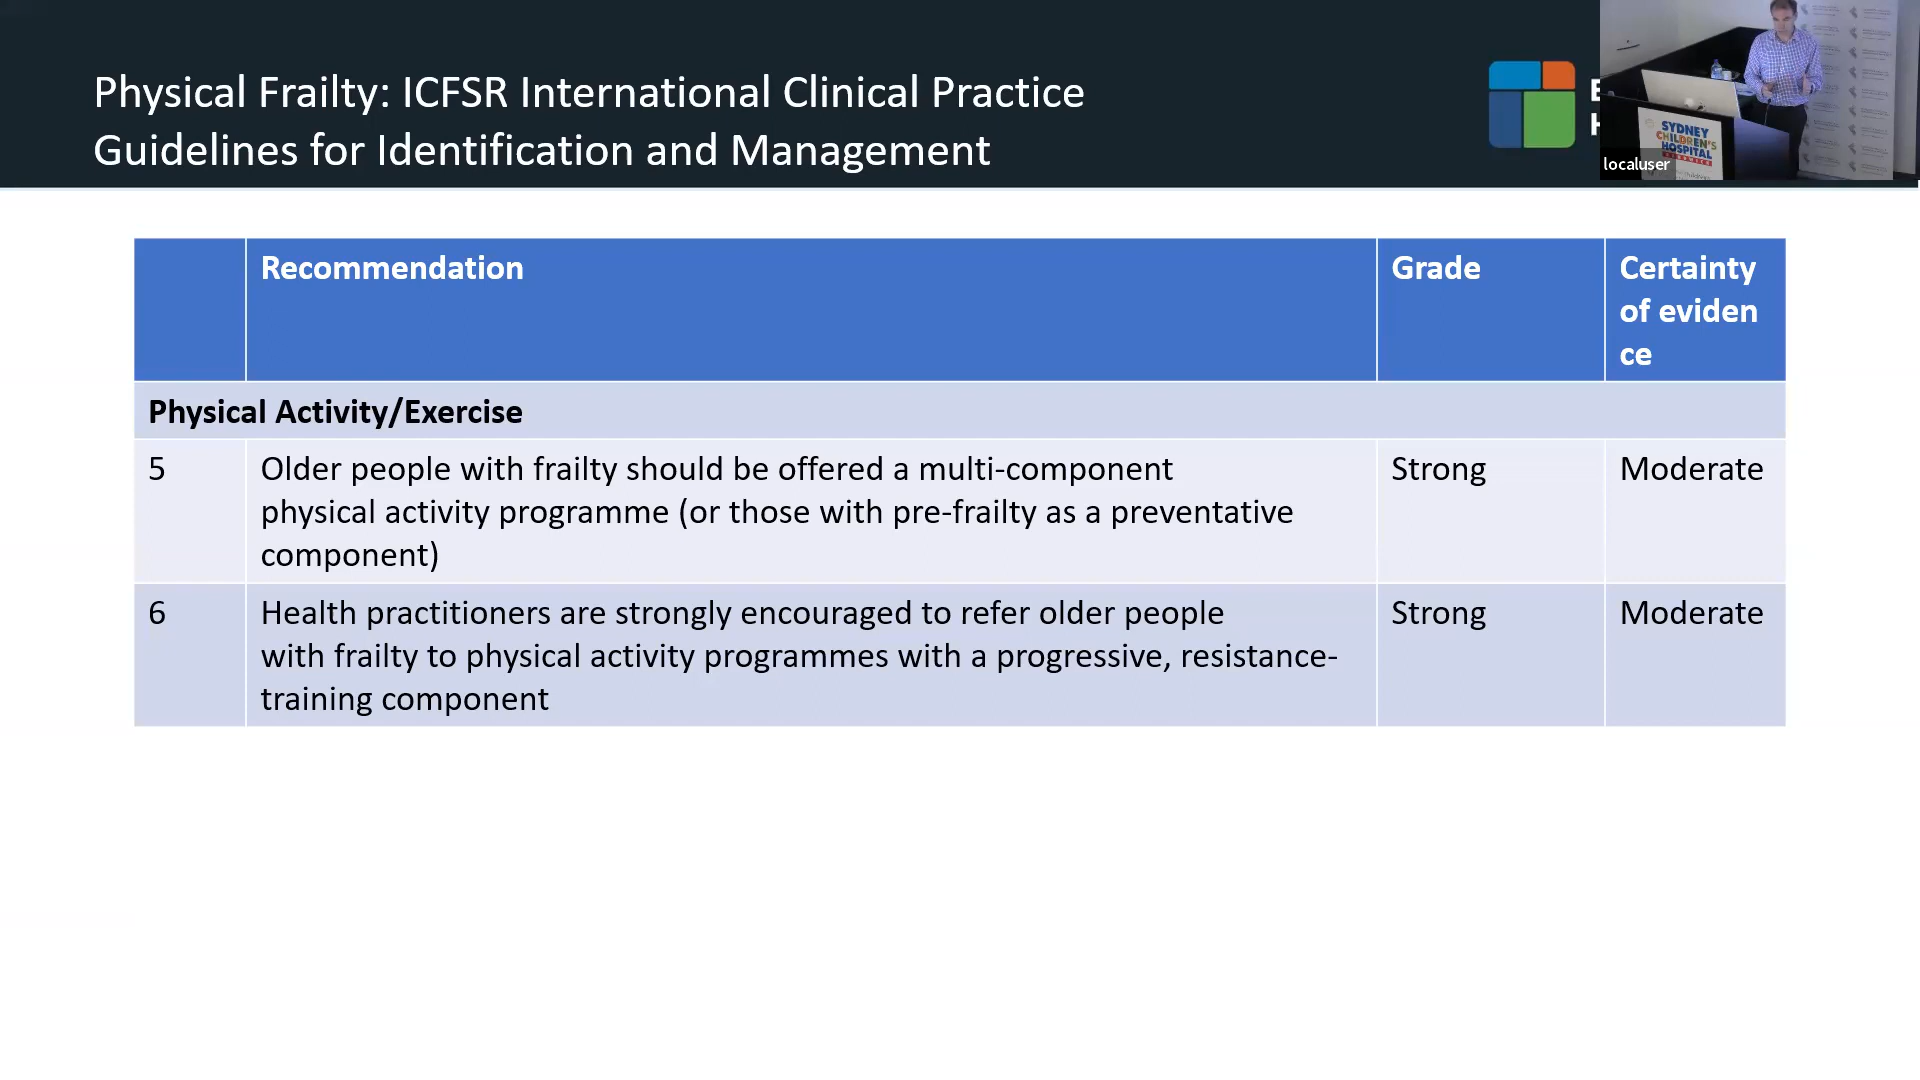 Physical Frailty: ICFSR International Clinical Practice
Guidelines for Identification and Management
SYDNEY
CHILDREN'S
HOSPITAL
localuser
Recommendation
Grade
Certainty
of eviden
ce
Physical Activity/Exercise
5
Older people with frailty should be offered a multi-component
physical activity programme (or those with pre-frailty as a preventative
component)
Strong
Moderate
6
Health practitioners are strongly encouraged to refer older people
with frailty to physical activity programmes with a progressive, resistance-
training component
Strong
Moderate